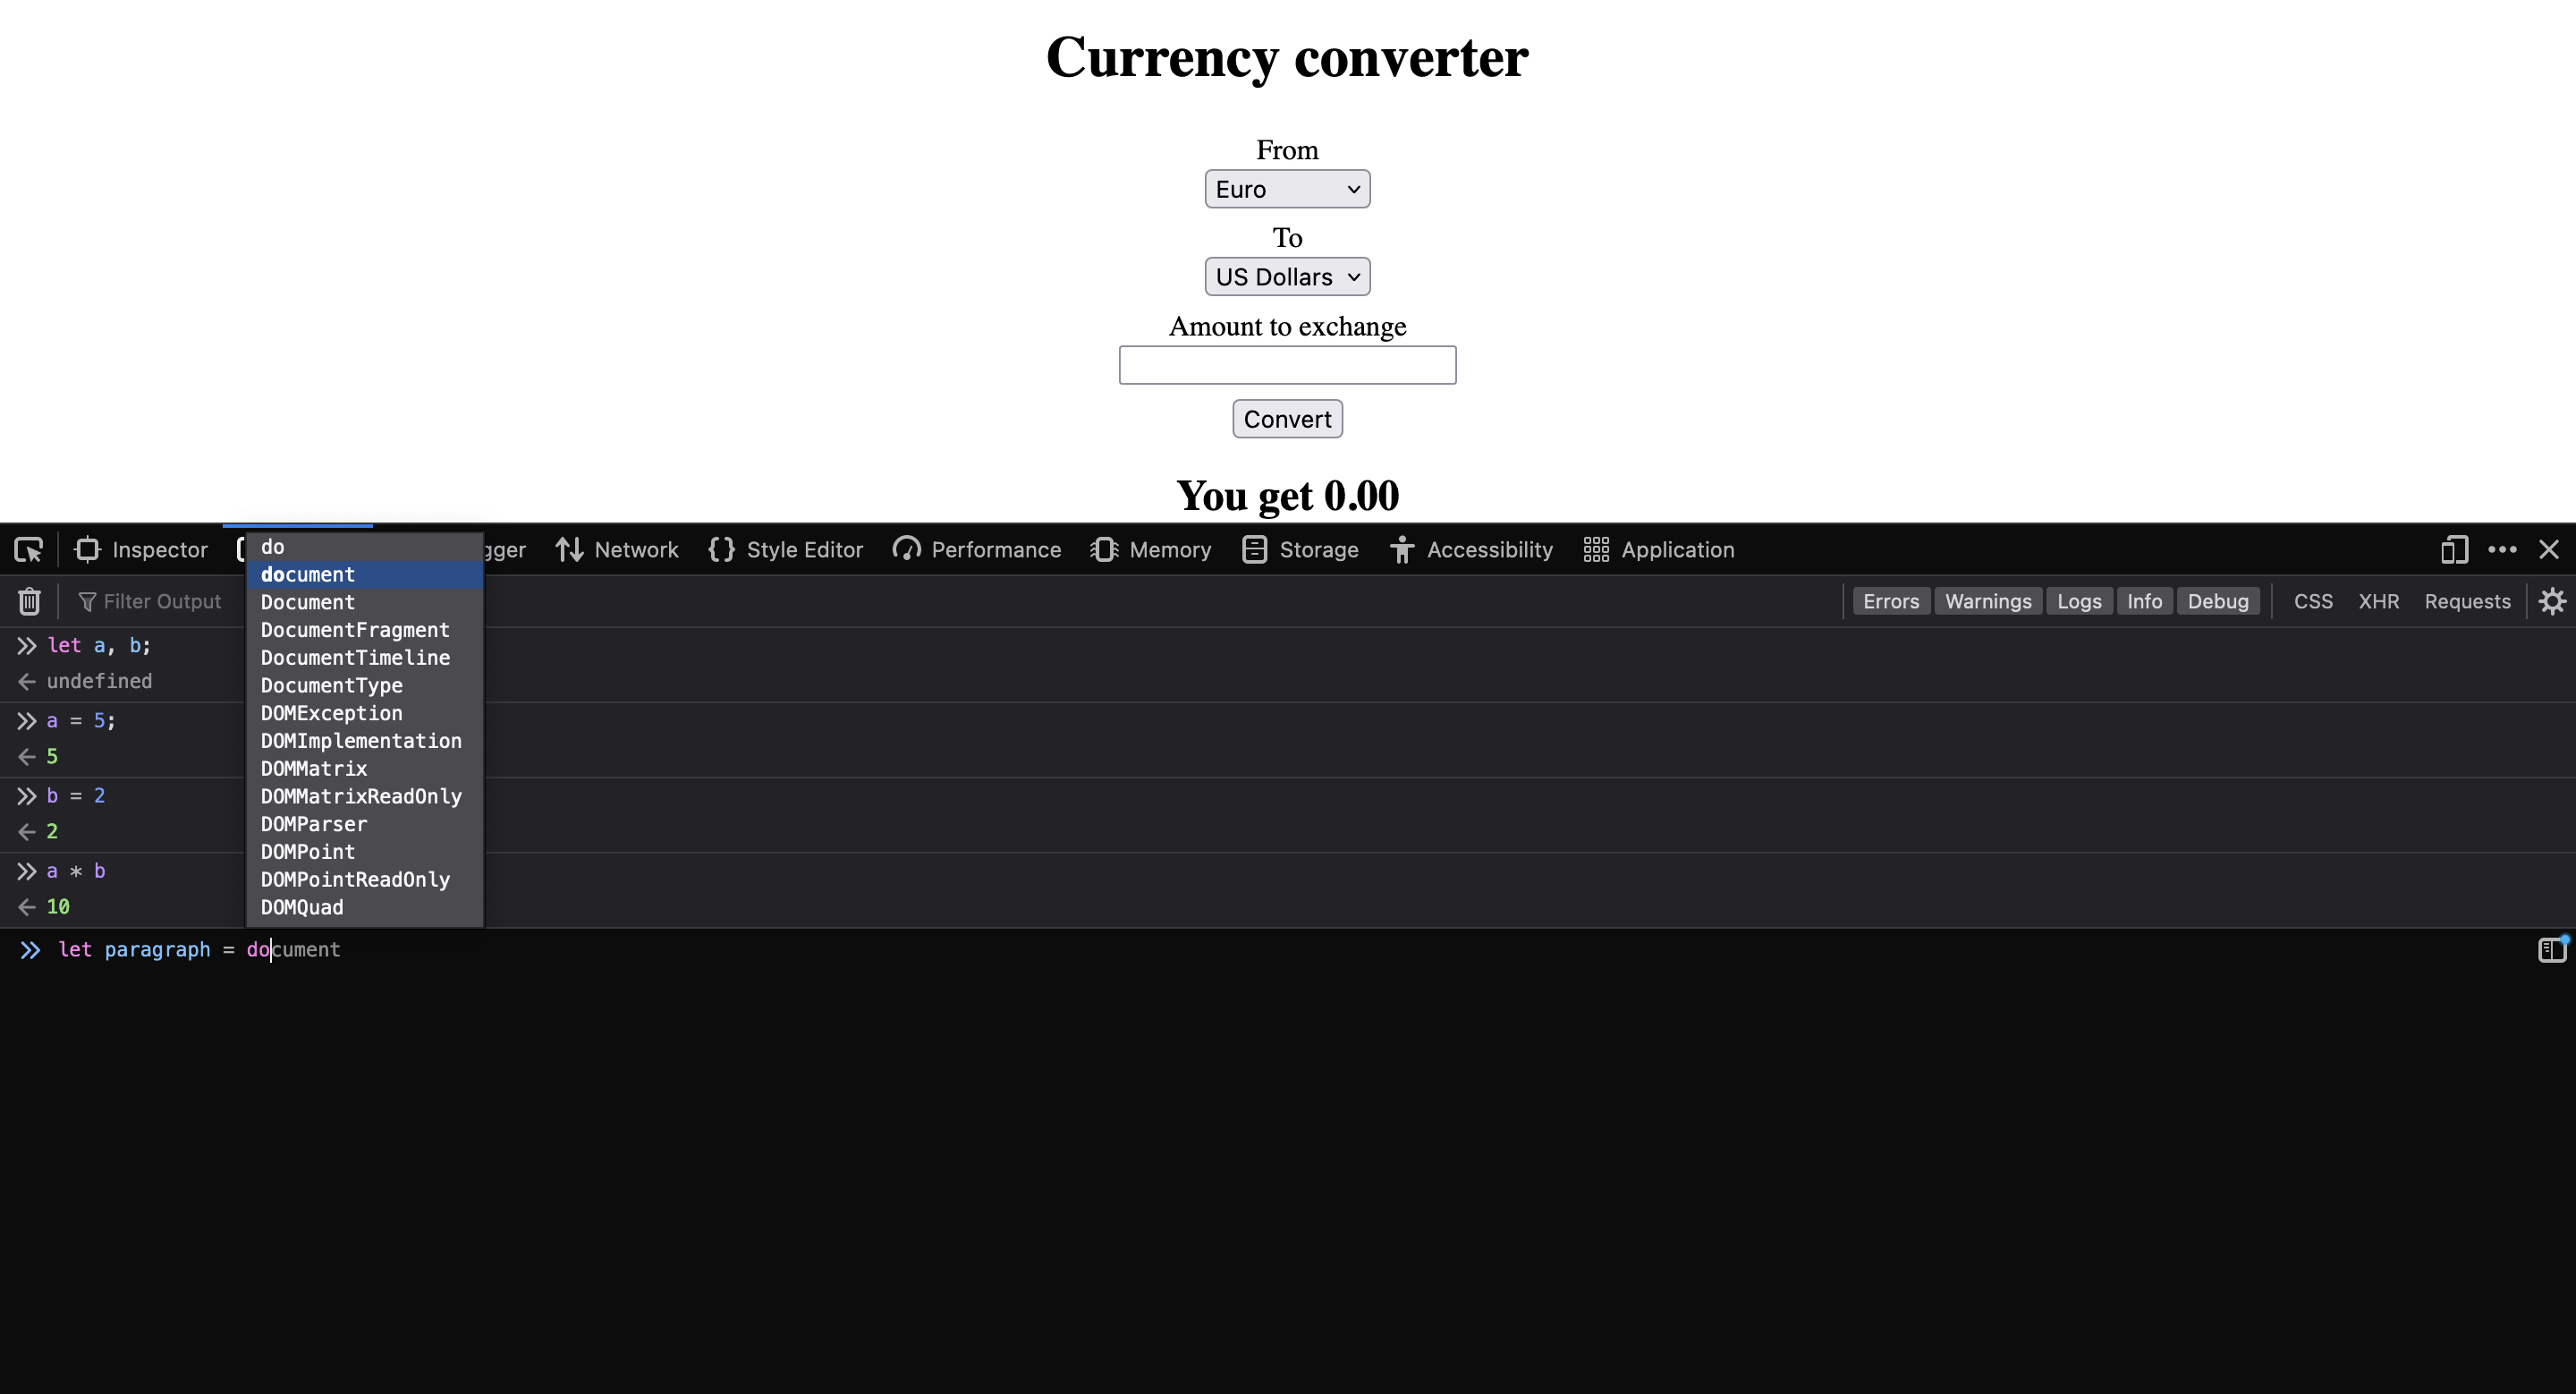 Currency converter
From
Euro
To
US Dollars
Amount to exchange
Convert
You get 0.00
Inspector gger Network Style Editor Performance Memory Storage Accessibility Application
Filter Output Errors Warnings Logs Info Debug CSS XHR Requests
do
document
Document
DocumentFragment
DocumentTimeline
DocumentType
DOMException
DOMImplementation
DOMMatrix
DOMMatrixReadOnly
DOMParser
DOMPoint
DOMPointReadOnly
DOMQuad
let a, b;
undefined
a = 5;
5
b = 2
2
a * b
10
let paragraph = document